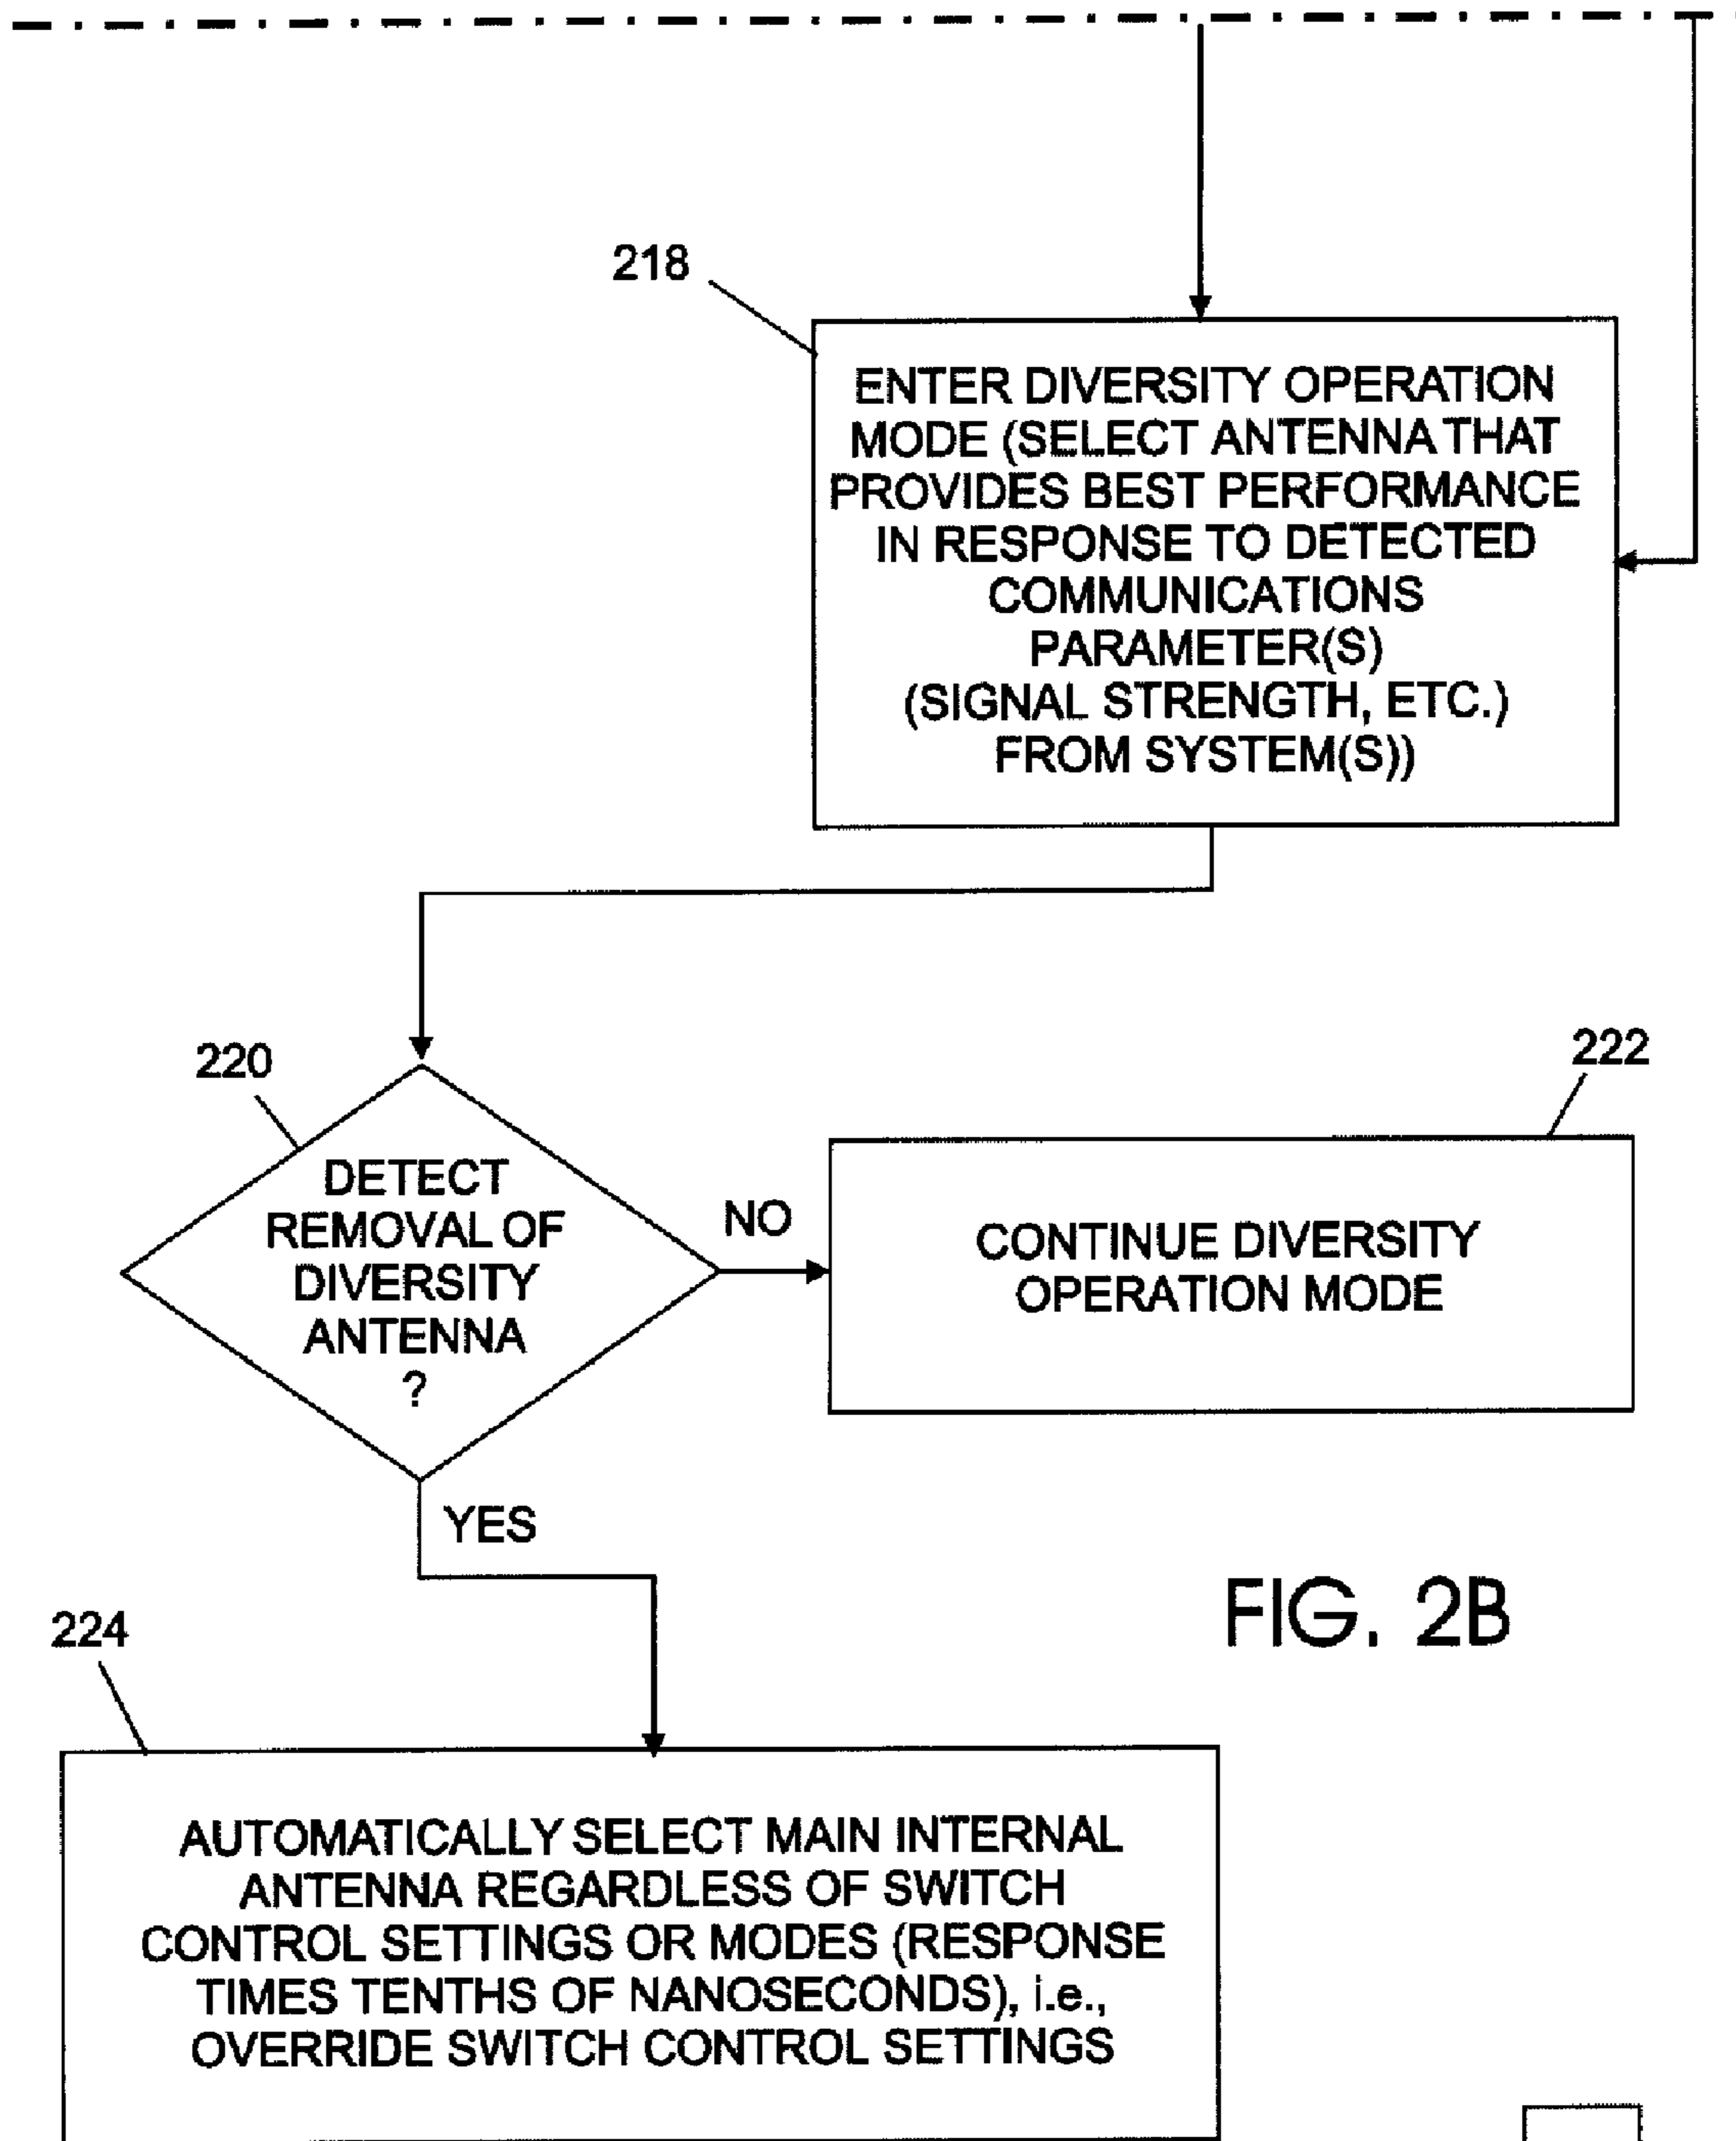 218
ENTER DIVERSITY OPERATION
MODE (SELECT ANTENNA THAT
PROVIDES BEST PERFORMANCE
IN RESPONSE TO DETECTED
COMMUNICATIONS
PARAMETER(S)
(SIGNAL STRENGTH, ETC.)
FROM SYSTEM(S))
220
DETECT
REMOVAL OF
DIVERSITY
ANTENNA
?
NO
222
CONTINUE DIVERSITY
OPERATION MODE
YES
FIG. 2B
224
AUTOMATICALLY SELECT MAIN INTERNAL
ANTENNA REGARDLESS OF SWITCH
CONTROL SETTINGS OR MODES (RESPONSE
TIMES TENTHS OF NANOSECONDS), i.e.,
OVERRIDE SWITCH CONTROL SETTINGS